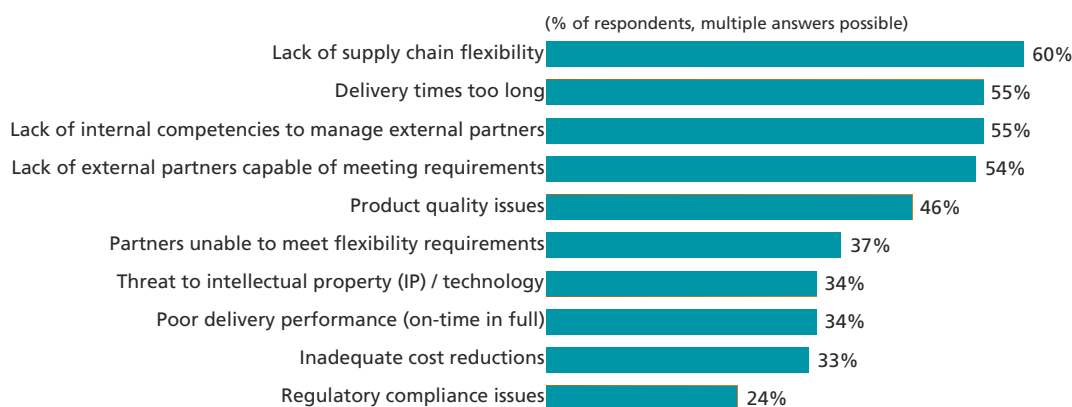 (% of respondents, multiple answers possible)
Lack of supply chain flexibility 60%
Delivery times too long 55%
Lack of internal competencies to manage external partners 55%
Lack of external partners capable of meeting requirements 54%
Product quality issues 46%
Partners unable to meet flexibility requirements 37%
Threat to intellectual property (IP) / technology 34%
Poor delivery performance (on-time in full) 34%
Inadequate cost reductions 33%
Regulatory compliance issues 24%